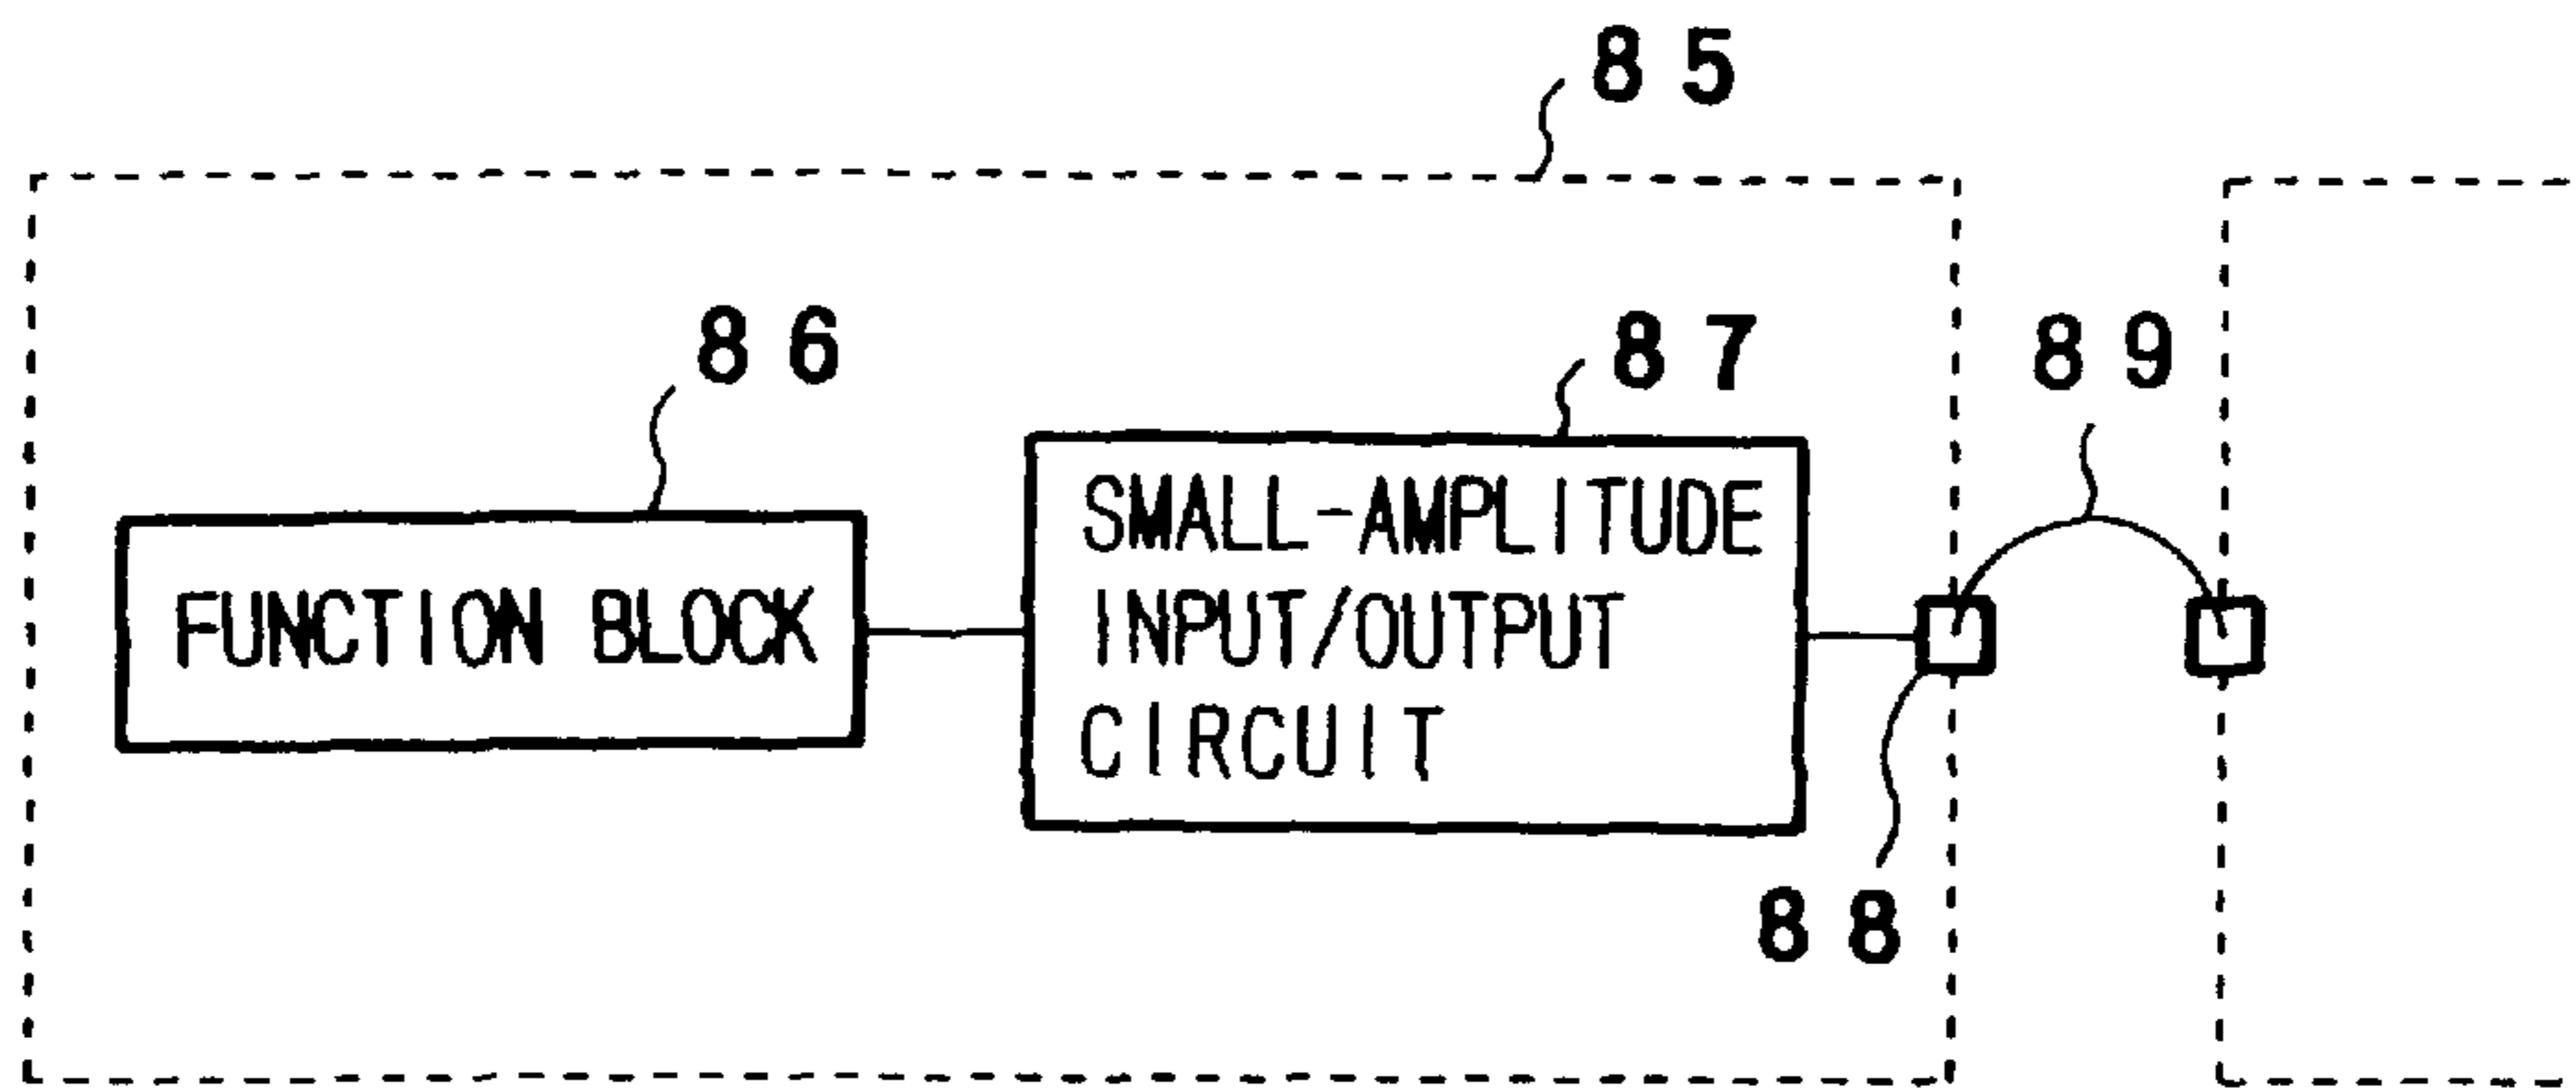 85
86
87
89
FUNCTION BLOCK
SMALL-AMPLITUDE
INPUT/OUTPUT
CIRCUIT
88